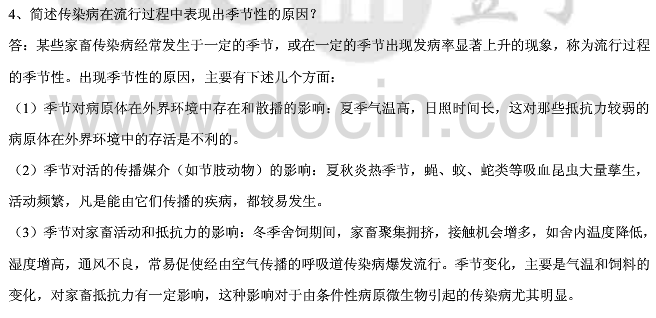 4、简述传染病在流行过程中表现出季节性的原因?
答：某些家畜传染病经常发生于一定的季节，或在一定的季节出现发病率显著上升的现象，称为流行过程
的季节性。出现季节性的原因，主要有下述几个方面：
（1）季节对病原体在外界环境中存在和散播的影响：夏季气温高，日照时间长，这对那些抵抗力较弱的
病原体在外界环境中的存活是不利的。
（2）季节对活的传播媒介（如节肢动物）的影响：夏秋炎热季节，蝇、蚊、蛇类等吸血昆虫大量孳生，
活动频繁，凡是能由它们传播的疾病，都较易发生。
（3）季节对家畜活动和抵抗力的影响：冬季舍饲期间，家畜聚集拥挤，接触机会增多，如舍内温度降低，
湿度增高，通风不良，常易促使经由空气传播的呼吸道传染病爆发流行。季节变化，主要是气温和饲料的
变化，对家畜抵抗力有一定影响，这种影响对于由条件性病原微生物引起的传染病尤其明显。
www.docin.com